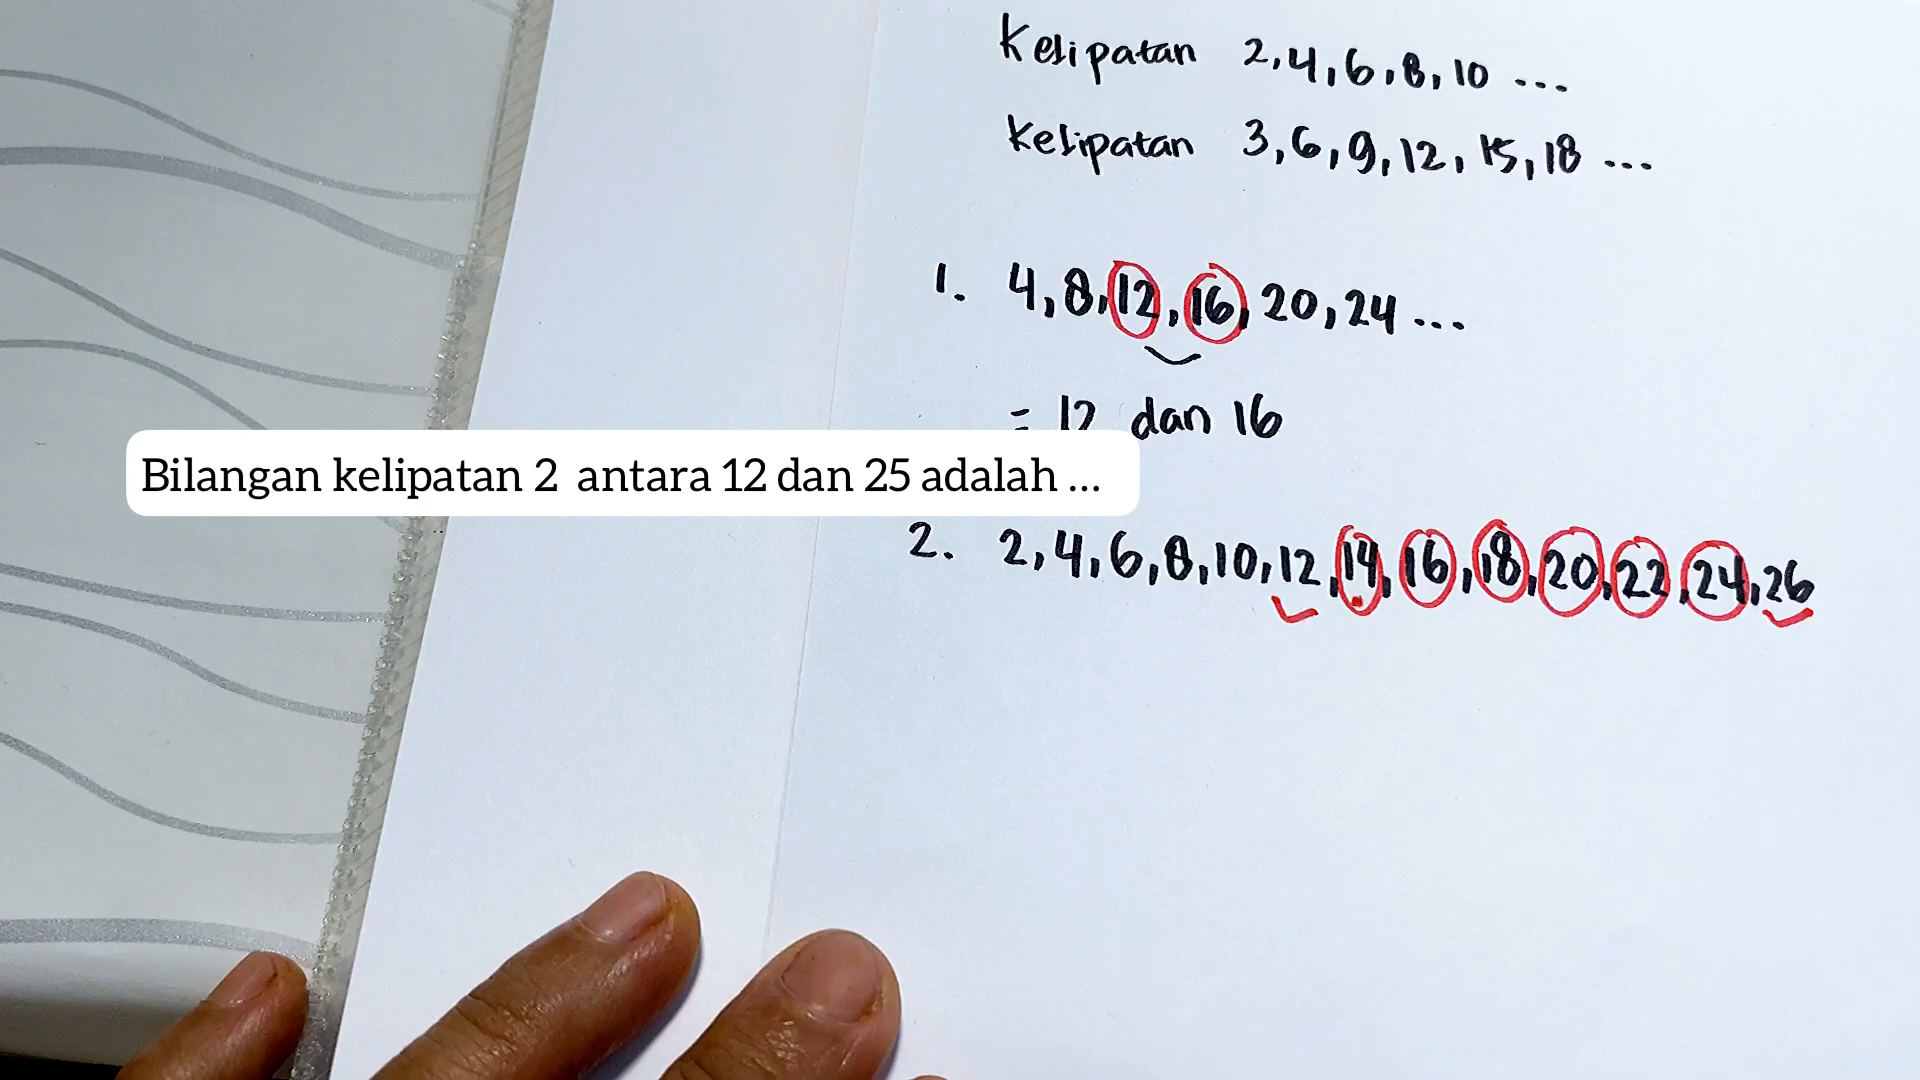 Kelipatan 2, 4, 6, 8, 10 ...
Kelipatan 3, 6, 9, 12, 15, 18 ...
1. 4, 8, 12, 16, 20, 24 ...
= 12 dan 16
Bilangan kelipatan 2 antara 12 dan 25 adalah ...
2. 2, 4, 6, 8, 10, 12, 14, 16, 18, 20, 22, 24, 26